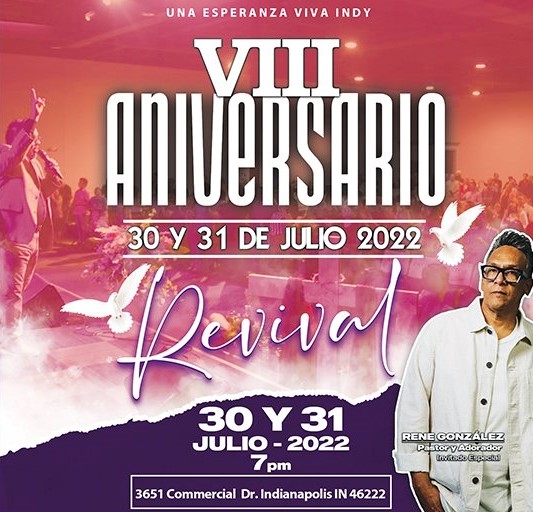 UNA ESPERANZA VIVA INDY
VIII
ANIVERSARIO
30 Y 31 DE JULIO 2022
Revival
30 Y 31
JULIO - 2022
7pm
RENE GONZÁLEZ
Pastor y Adorador
Invitado Especial
3651 Commercial Dr. Indianapolis IN 46222